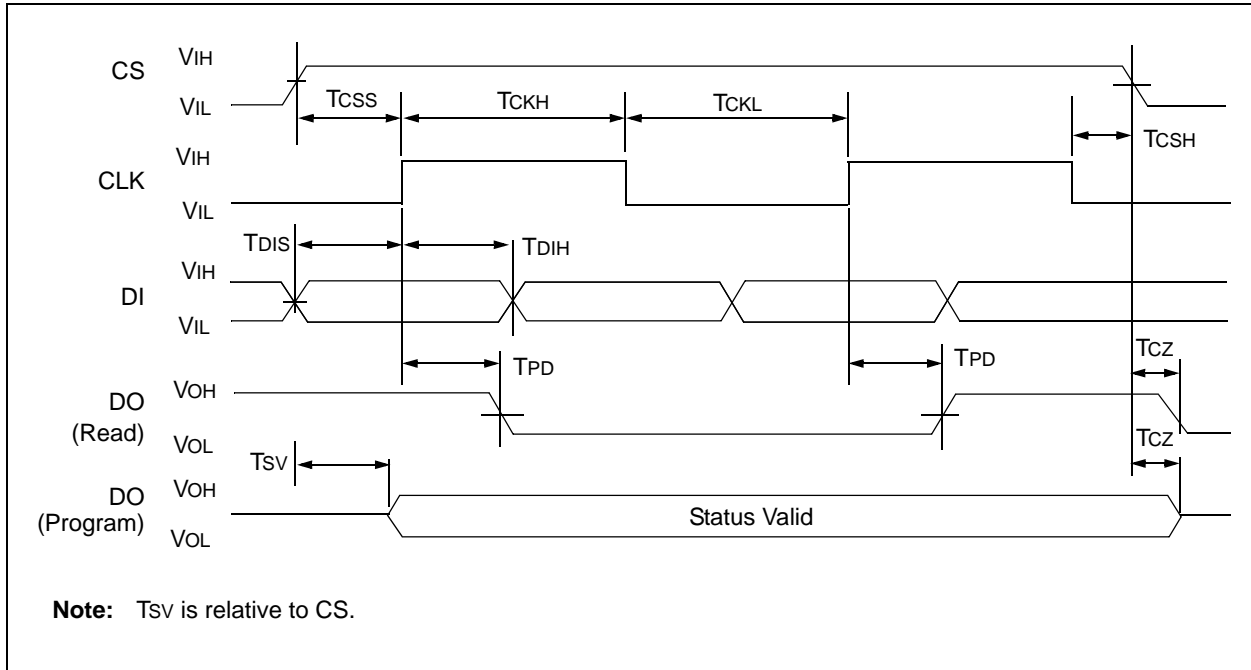 CS
VIH
VIL
TCSS
TCKH
TCKL
TCSH
CLK
VIH
VIL
TDIS
TDIH
DI
VIH
VIL
TPD
TPD
TCZ
DO
(Read)
VOH
VOL
TCZ
TSV
DO
(Program)
VOH
VOL
Status Valid
Note: TSV is relative to CS.